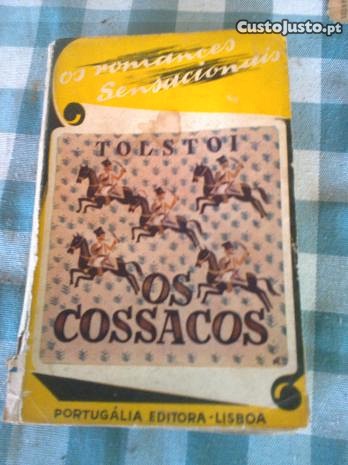 CustoJusto.pt
os romances
Sensacionais
TOLSTOI
OS
COSSACOS
PORTUGÁLIA EDITORA-LISBOA